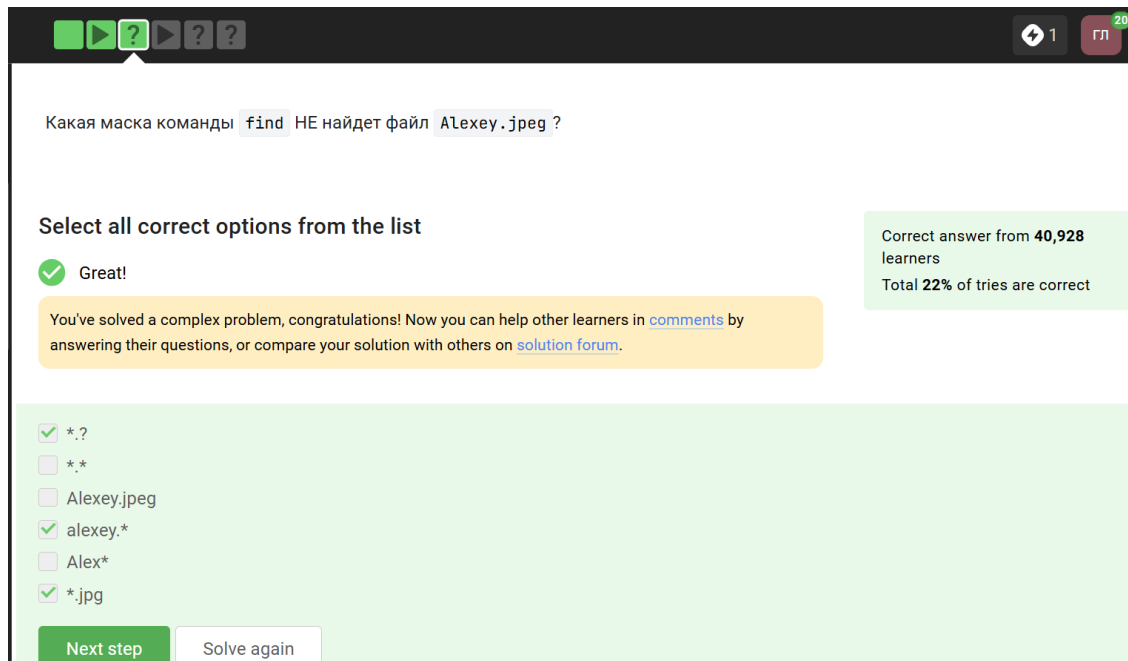 ?
?
?
1
ГЛ
20
Какая маска команды find НЕ найдет файл Alexey.jpeg ?
Select all correct options from the list
Great!
You've solved a complex problem, congratulations! Now you can help other learners in comments by
answering their questions, or compare your solution with others on solution forum.
Correct answer from 40,928
learners
Total 22% of tries are correct
*.?
*.*
Alexey.jpeg
alexey.*
Alex*
*.jpg
Next step
Solve again